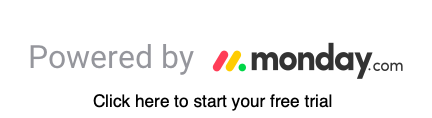 Powered by monday.com
Click here to start your free trial